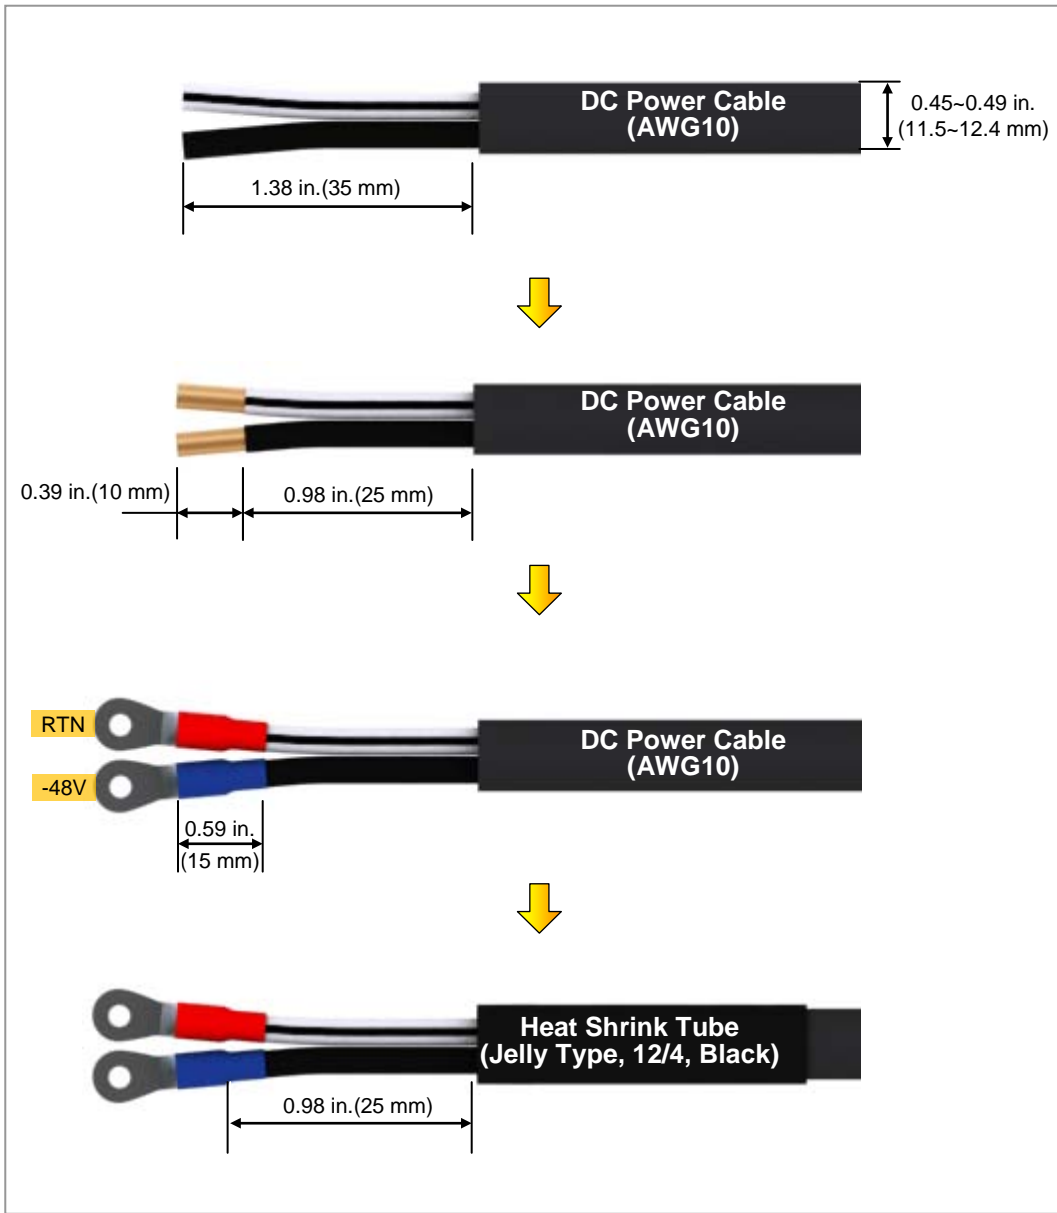 DC Power Cable
(AWG10)
0.45~0.49 in.
(11.5~12.4 mm)
1.38 in.(35 mm)
DC Power Cable
(AWG10)
0.39 in.(10 mm)
0.98 in.(25 mm)
RTN
-48V
DC Power Cable
(AWG10)
0.59 in.
(15 mm)
Heat Shrink Tube
(Jelly Type, 12/4, Black)
0.98 in.(25 mm)